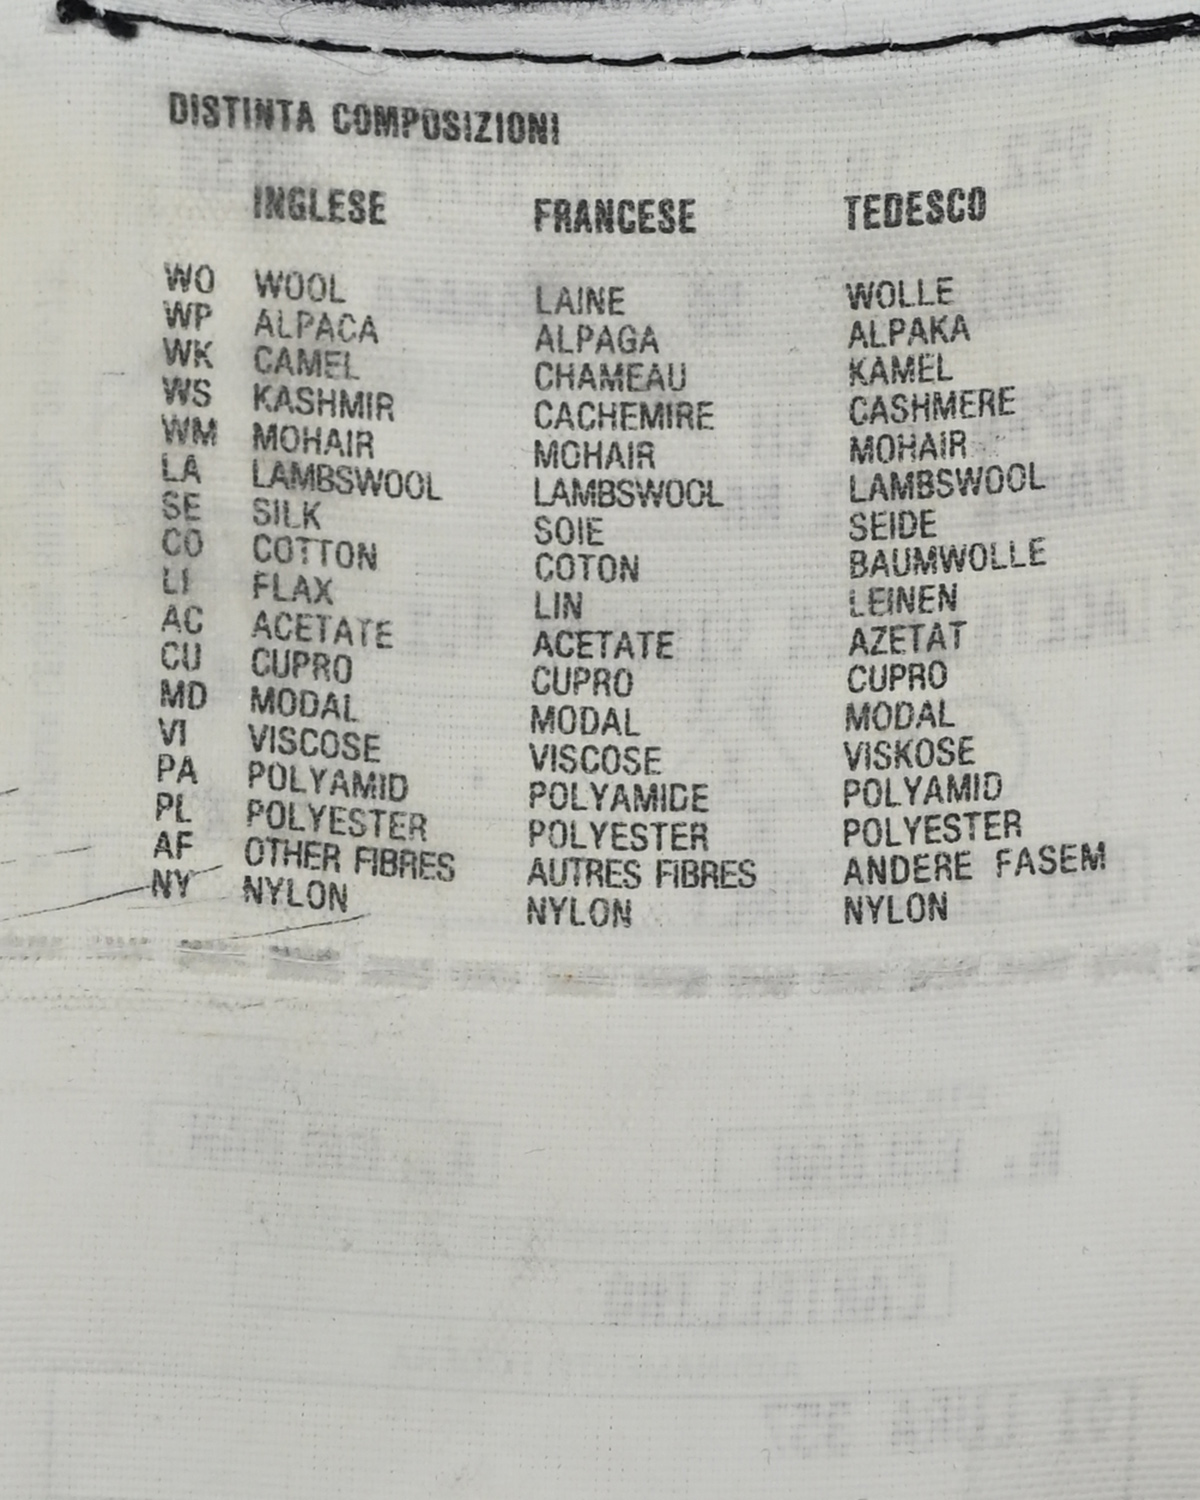 DISTINTA COMPOSIZIONI
INGLESE FRANCESE TEDESCO
WO WOOL LAINE WOLLE
WP ALPACA ALPAGA ALPAKA
WK CAMEL CHAMEAU KAMEL
WS KASHMIR CACHEMIRE CASHMERE
WM MOHAIR MOHAIR MOHAIR
LA LAMBSWOOL LAMBSWOOL LAMBSWOOL
SE SILK SOIE SEIDE
CO COTTON COTON BAUMWOLLE
LI FLAX LIN LEINEN
AC ACETATE ACETATE AZETAT
CU CUPRO CUPRO CUPRO
MD MODAL MODAL MODAL
VI VISCOSE VISCOSE VISKOSE
PA POLYAMID POLYAMIDE POLYAMID
PL POLYESTER POLYESTER POLYESTER
AF OTHER FIBRES AUTRES FIBRES ANDERE FASEM
NY NYLON NYLON NYLON